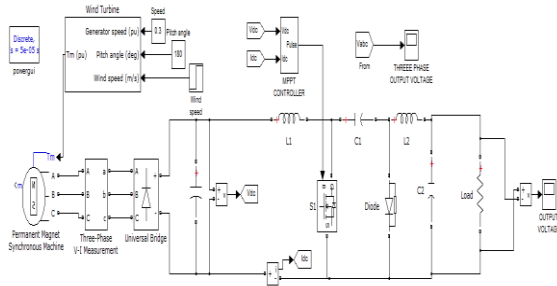 Wind Turbine
Speed
Generator speed (pu)
0.3
Pitch angle
Tm (pu)
Pitch angle (deg)
180
Wind speed (m/s)
Wind
speed
Discrete,
s = 5e-05 s
powergui
Vdc
Vdc
Pulse
Idc
Idc
MPPT
CONTROLLER
Vabc
From
THREEE PHASE
OUTPUT VOLTAGE
L1
C1
L2
Tm
m
A
B
C
N
S
A
B
C
a
b
c
A
B
C
+
-
Permanent Magnet
Synchronous Machine
Three-Phase
V-I Measurement
Universal Bridge
+
-
v
Vdc
S1
Diode
C2
Load
+
-
v
OUTPUT
VOLTAGE
+
-
i
Idc